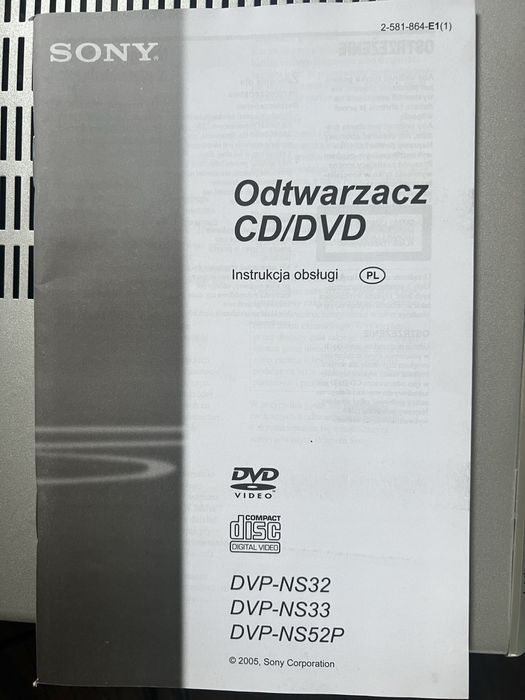 2-581-864-E1(1)
SONY®
Odtwarzacz
CD/DVD
Instrukcja obsługi PL
DVD
VIDEO
COMPACT
disc
DIGITAL VIDEO
DVP-NS32
DVP-NS33
DVP-NS52P
© 2005, Sony Corporation